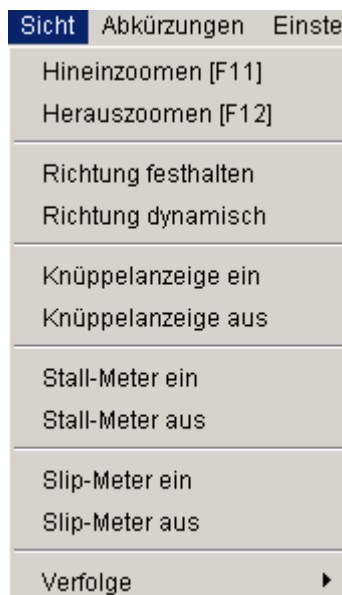 Sicht Abkürzungen Einste
Hineinzoomen [F11]
Herauszoomen [F12]
Richtung festhalten
Richtung dynamisch
Knüppelanzeige ein
Knüppelanzeige aus
Stall-Meter ein
Stall-Meter aus
Slip-Meter ein
Slip-Meter aus
Verfolge